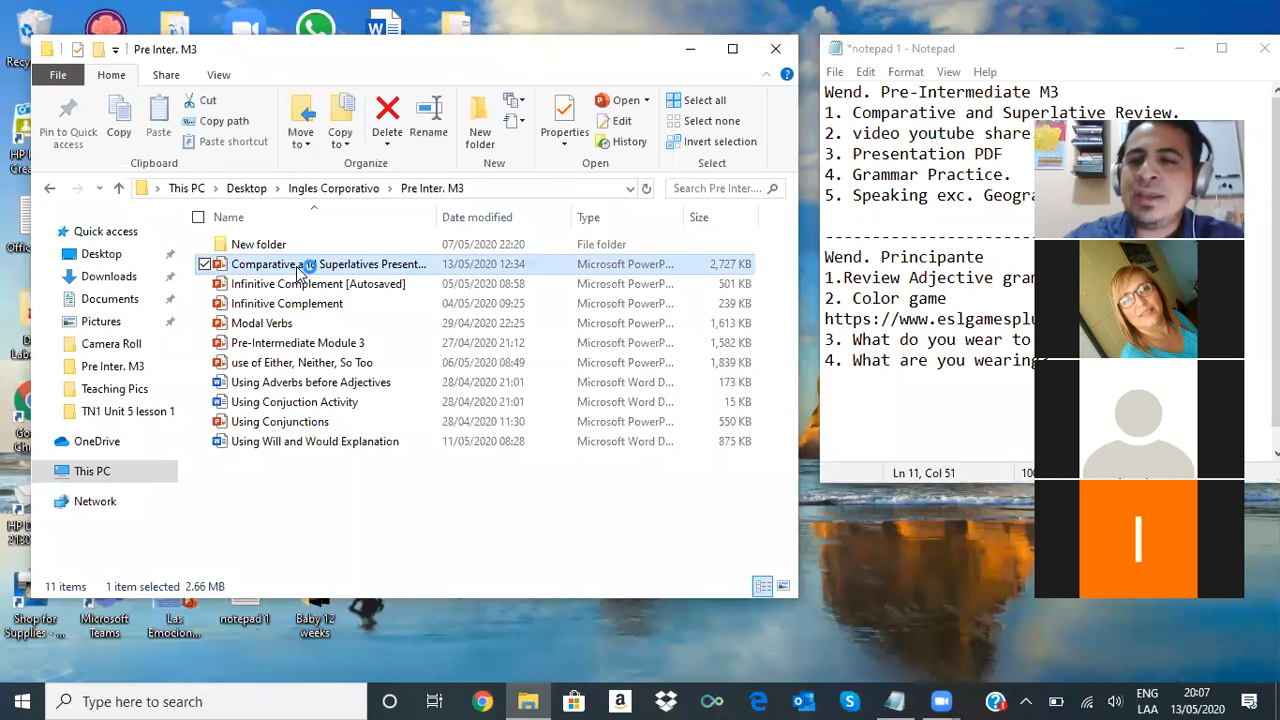 Pre Inter. M3
File
Home
Share
View
Pin to Quick access
Copy
Paste
Cut
Copy path
Paste shortcut
Clipboard
Move to
Copy to
Delete
Rename
Organize
New folder
New
Properties
Open
Edit
History
Open
Select all
Select none
Invert selection
Select
This PC > Desktop > Ingles Corporativo > Pre Inter. M3
Search Pre Inter....
Name Date modified Type Size
Quick access
Desktop
Downloads
Documents
Pictures
Camera Roll
Pre Inter. M3
Teaching Pics
TN1 Unit 5 lesson 1
OneDrive
This PC
Network
New folder 07/05/2020 22:20 File folder
Comparative and Superlatives Present... 13/05/2020 12:34 Microsoft PowerP... 2,727 KB
Infinitive Complement [Autosaved] 05/05/2020 08:58 Microsoft PowerP... 501 KB
Infinitive Complement 04/05/2020 09:25 Microsoft PowerP... 239 KB
Modal Verbs 29/04/2020 22:25 Microsoft PowerP... 1,613 KB
Pre-Intermediate Module 3 27/04/2020 21:12 Microsoft PowerP... 1,582 KB
use of Either, Neither, So Too 06/05/2020 08:49 Microsoft PowerP... 1,839 KB
Using Adverbs before Adjectives 28/04/2020 21:01 Microsoft Word D... 173 KB
Using Conjuction Activity 28/04/2020 21:01 Microsoft Word D... 15 KB
Using Conjunctions 28/04/2020 11:30 Microsoft PowerP... 550 KB
Using Will and Would Explanation 11/05/2020 08:28 Microsoft Word D... 875 KB
11 items 1 item selected 2.66 MB
*notepad 1 - Notepad
File Edit Format View Help
Wend. Pre-Intermediate M3
1. Comparative and Superlative Review.
2. video youtube share
3. Presentation PDF
4. Grammar Practice.
5. Speaking exc. Geogra
Wend. Principante
1.Review Adjective gram
2. Color game
https://www.eslgamesplu
3. What do you wear to
4. What are you wearing?
Ln 11, Col 51
I
Shop for Supplies - ...
Microsoft Teams
Las Emocion...
notepad 1
Baby 12 weeks
Type here to search
ENG
LAA
20:07
13/05/2020